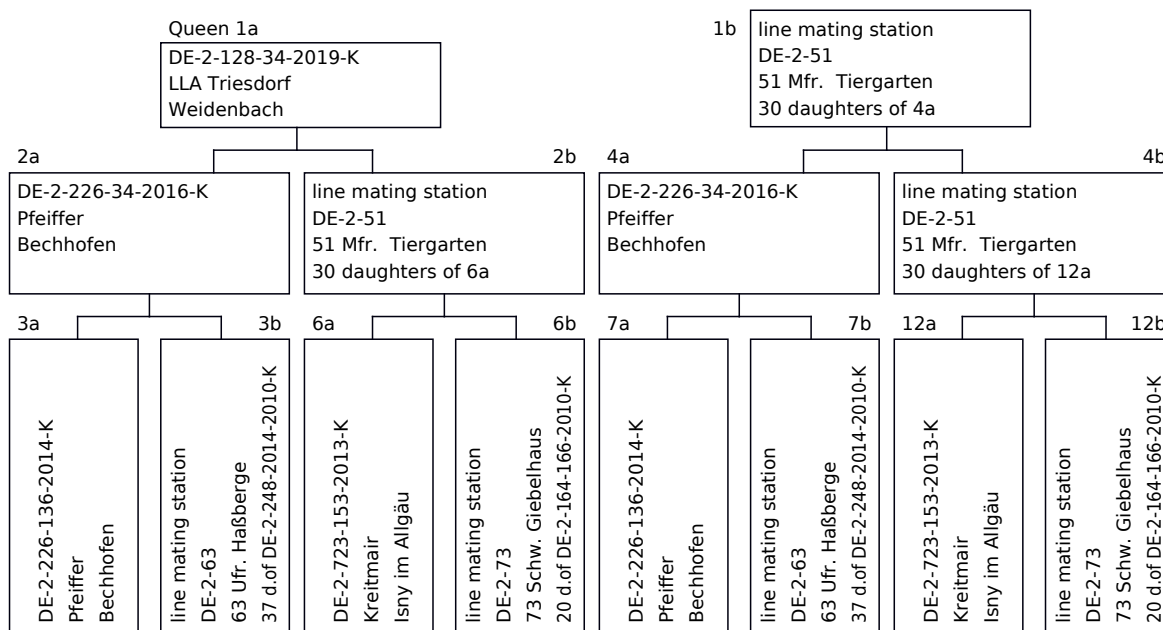 Queen 1a
DE-2-128-34-2019-K
LLA Triesdorf
Weidenbach
1b
line mating station
DE-2-51
51 Mfr. Tiergarten
30 daughters of 4a
2a
DE-2-226-34-2016-K
Pfeiffer
Bechhofen
2b
line mating station
DE-2-51
51 Mfr. Tiergarten
30 daughters of 6a
4a
DE-2-226-34-2016-K
Pfeiffer
Bechhofen
4b
line mating station
DE-2-51
51 Mfr. Tiergarten
30 daughters of 12a
3a
DE-2-226-136-2014-K
Pfeiffer
Bechhofen
3b
line mating station
DE-2-63
63 Ufr. Haßberge
37 d.of DE-2-248-2014-2010-K
6a
DE-2-723-153-2013-K
Kreitmair
Isny im Allgäu
6b
line mating station
DE-2-73
73 Schw. Giebelhaus
20 d.of DE-2-164-166-2010-K
7a
DE-2-226-136-2014-K
Pfeiffer
Bechhofen
7b
line mating station
DE-2-63
63 Ufr. Haßberge
37 d.of DE-2-248-2014-2010-K
12a
DE-2-723-153-2013-K
Kreitmair
Isny im Allgäu
12b
line mating station
DE-2-73
73 Schw. Giebelhaus
20 d.of DE-2-164-166-2010-K